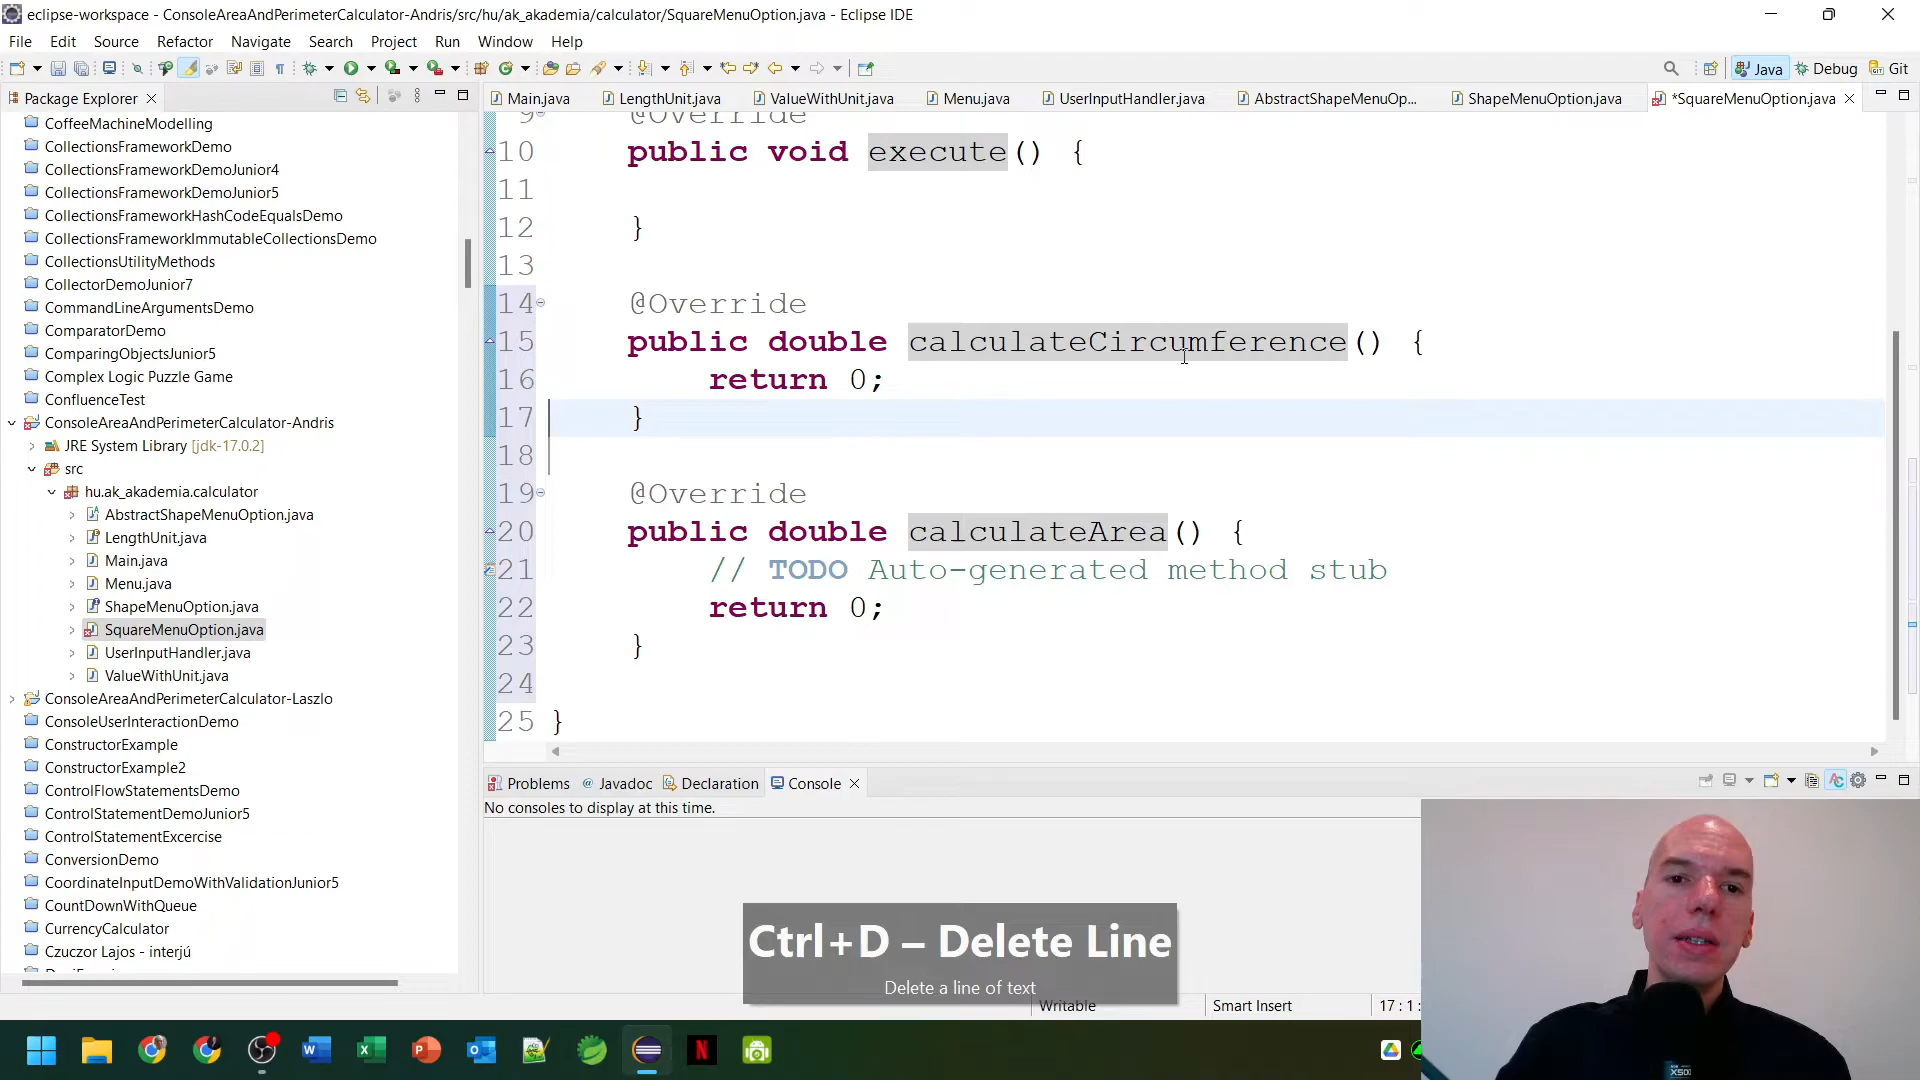 eclipse-workspace - ConsoleAreaAndPerimeterCalculator-Andris/src/hu/ak_akademia/calculator/SquareMenuOption.java - Eclipse IDE
File Edit Source Refactor Navigate Search Project Run Window Help
Java Debug Git
Package Explorer
Main.java LengthUnit.java ValueWithUnit.java Menu.java UserInputHandler.java AbstractShapeMenuOp... ShapeMenuOption.java *SquareMenuOption.java
CoffeeMachineModelling
CollectionsFrameworkDemo
CollectionsFrameworkDemoJunior4
CollectionsFrameworkDemoJunior5
CollectionsFrameworkHashCodeEqualsDemo
CollectionsFrameworkImmutableCollectionsDemo
CollectionsUtilityMethods
CollectorDemoJunior7
CommandLineArgumentsDemo
ComparatorDemo
ComparingObjectsJunior5
Complex Logic Puzzle Game
ConfluenceTest
ConsoleAreaAndPerimeterCalculator-Andris
JRE System Library [jdk-17.0.2]
src
hu.ak_akademia.calculator
AbstractShapeMenuOption.java
LengthUnit.java
Main.java
Menu.java
ShapeMenuOption.java
SquareMenuOption.java
UserInputHandler.java
ValueWithUnit.java
ConsoleAreaAndPerimeterCalculator-Laszlo
ConsoleUserInteractionDemo
ConstructorExample
ConstructorExample2
ControlFlowStatementsDemo
ControlStatementDemoJunior5
ControlStatementExcercise
ConversionDemo
CoordinateInputDemoWithValidationJunior5
CountDownWithQueue
CurrencyCalculator
Czuczor Lajos - interjú
9 @Override
10 public void execute() {
11
12 }
13
14 @Override
15 public double calculateCircumference() {
16 return 0;
17 }
18
19 @Override
20 public double calculateArea() {
21 // TODO Auto-generated method stub
22 return 0;
23 }
24
25 }
Problems Javadoc Declaration Console
No consoles to display at this time.
Ctrl+D – Delete Line
Delete a line of text
Writable Smart Insert 17 : 1 :